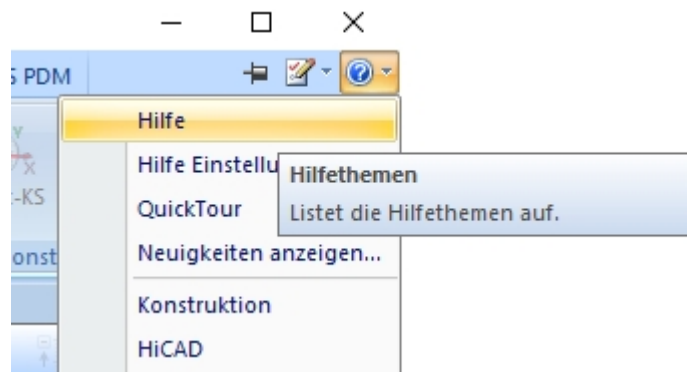 S PDM
Hilfe
Hilfe Einstellu
Hilfethemen
Listet die Hilfethemen auf.
-KS
QuickTour
onst
Neuigkeiten anzeigen...
Konstruktion
HiCAD